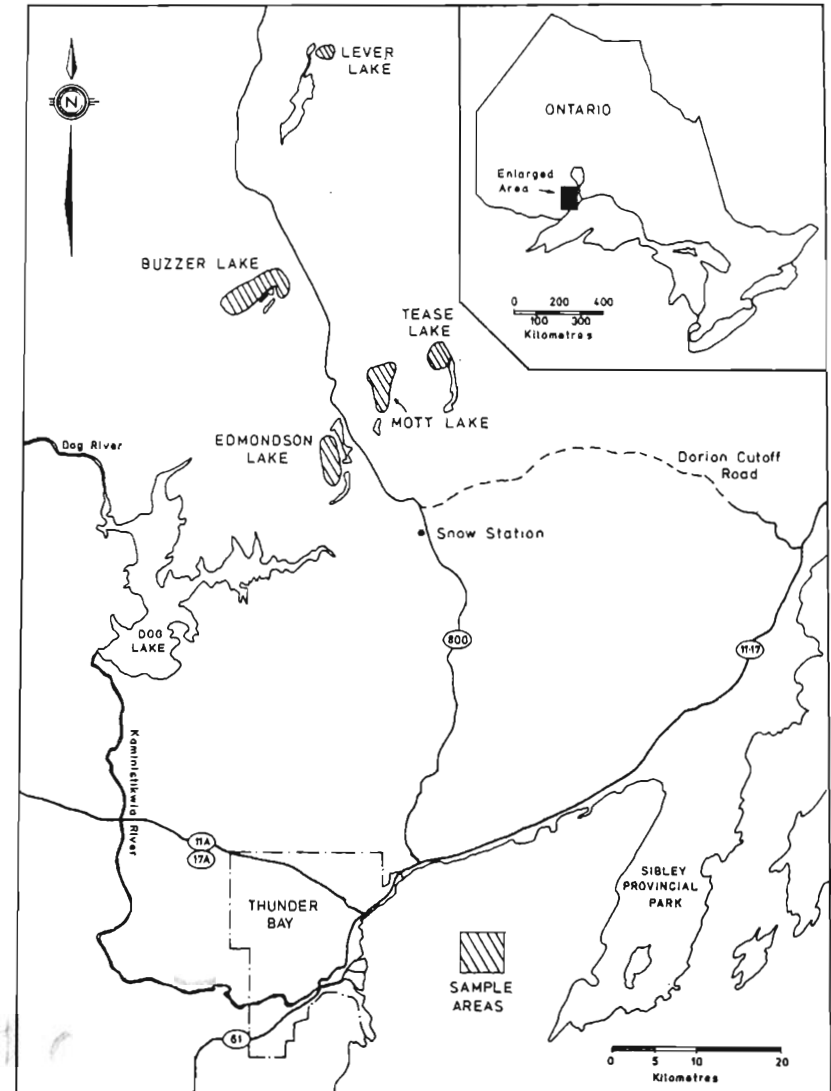 LEVER
LAKE
N
ONTARIO
Enlarged
Area
BUZZER LAKE
0 200 400
100 300
Kilometres
TEASE
LAKE
MOTT LAKE
EDMONDSON
LAKE
Dog River
Dorion Cutoff
Road
Snow Station
DOG
LAKE
800
11-17
Kaministikwia River
11A
17A
THUNDER
BAY
SIBLEY
PROVINCIAL
PARK
SAMPLE
AREAS
61
0 5 10 20
Kilometres